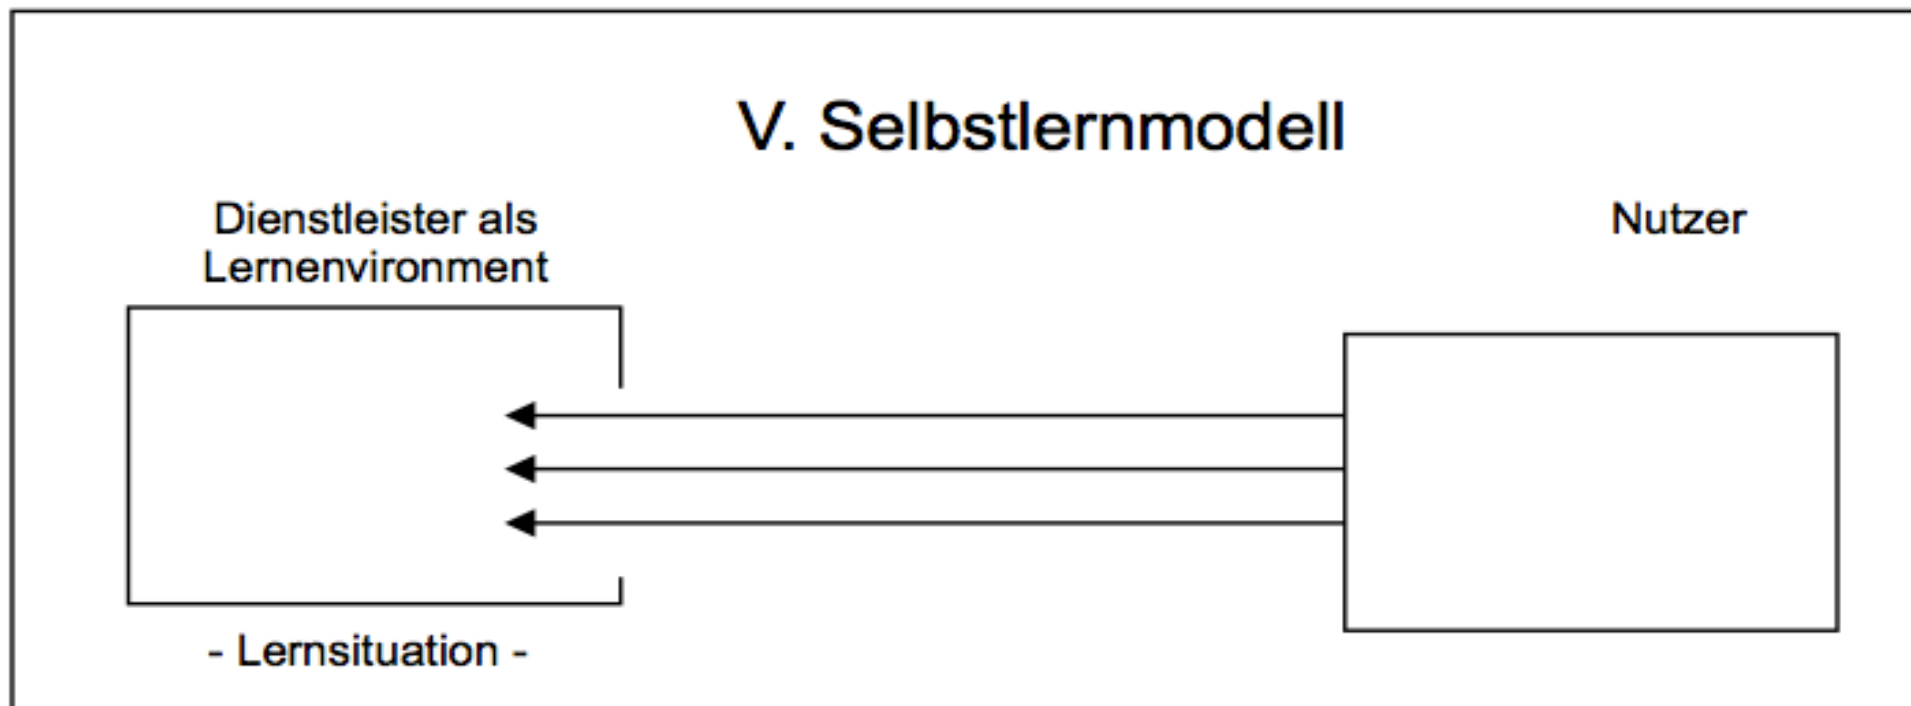 V. Selbstlernmodell
Dienstleister als
Lernenvironment
Nutzer
- Lernsituation -